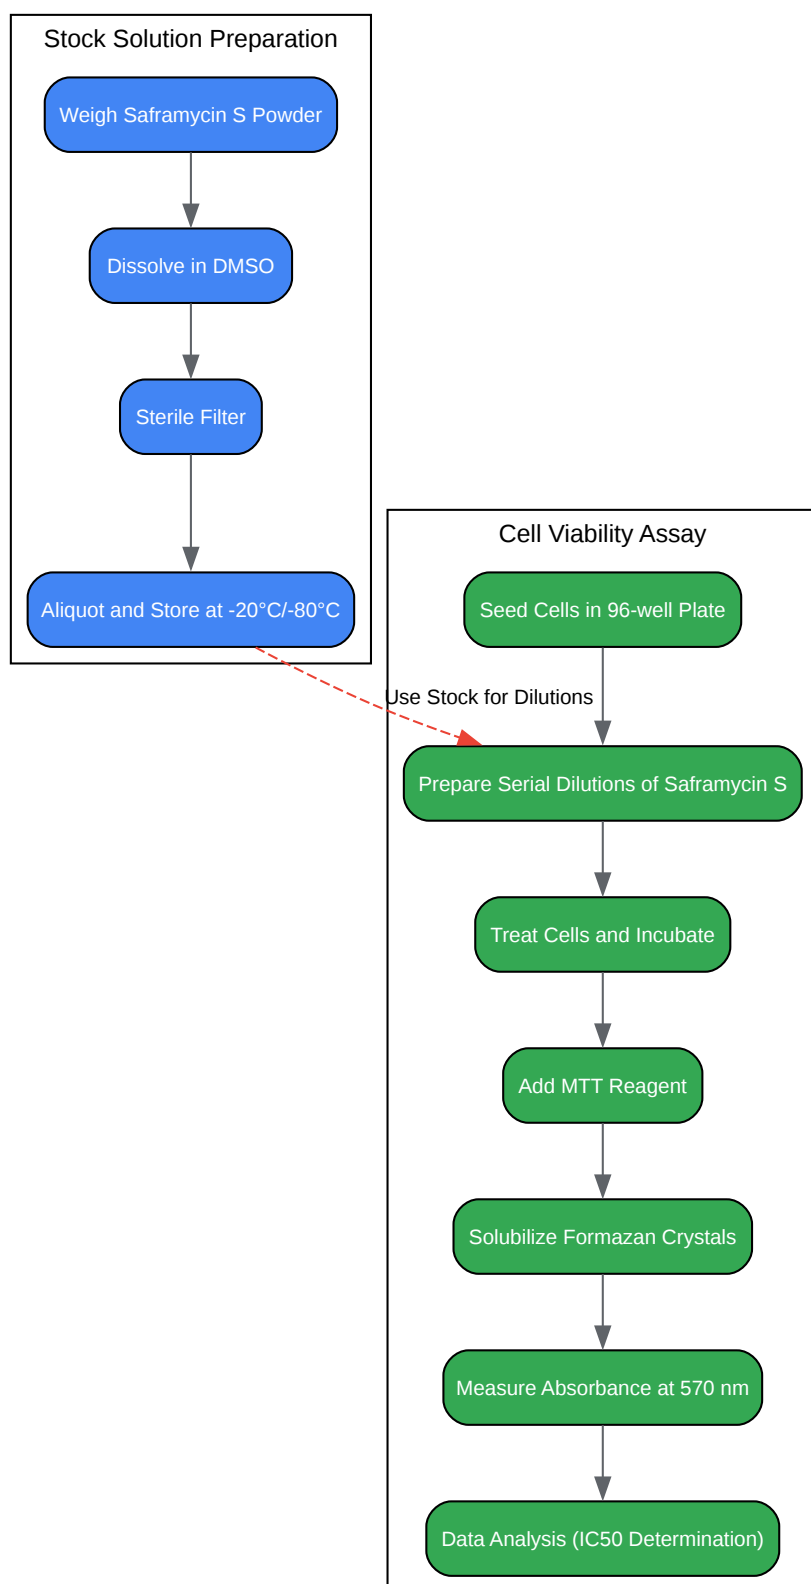 Stock Solution Preparation
Weigh Saframycin S Powder
Dissolve in DMSO
Sterile Filter
Aliquot and Store at -20°C/-80°C
Cell Viability Assay
Seed Cells in 96-well Plate
Use Stock for Dilutions
Prepare Serial Dilutions of Saframycin S
Treat Cells and Incubate
Add MTT Reagent
Solubilize Formazan Crystals
Measure Absorbance at 570 nm
Data Analysis (IC50 Determination)